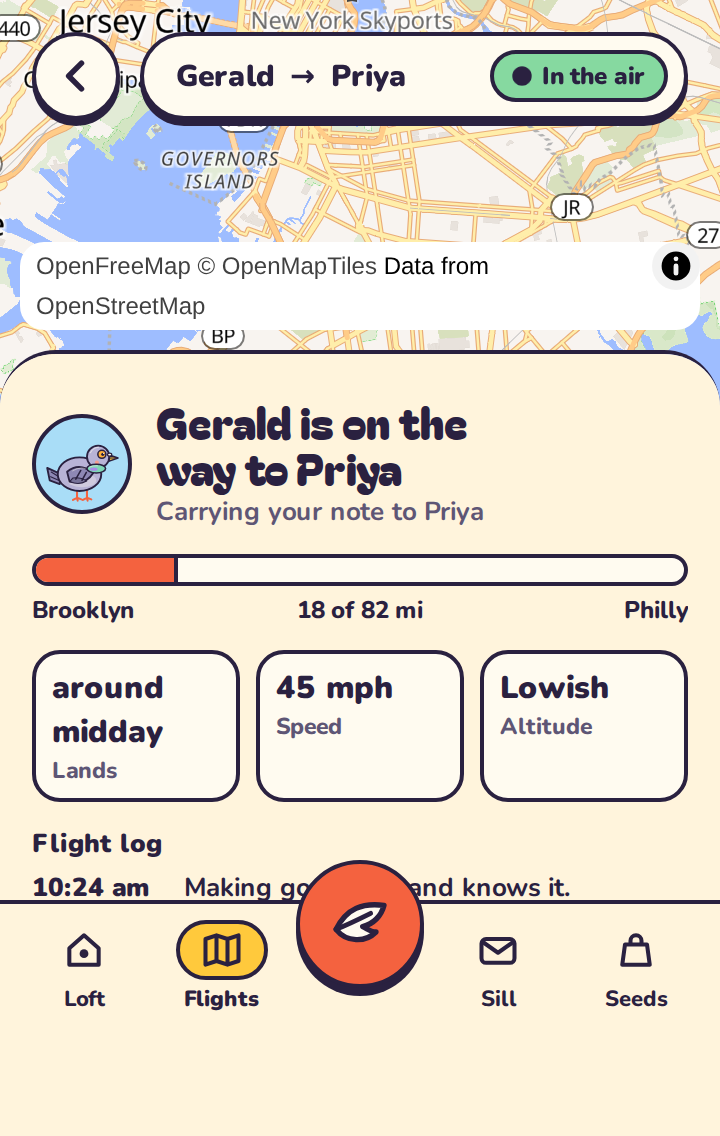 440
Jersey City
New York Skyports
Gerald → Priya
In the air
GOVERNORS
ISLAND
JR
27
OpenFreeMap © OpenMapTiles Data from
OpenStreetMap
BP
Gerald is on the
way to Priya
Carrying your note to Priya
Brooklyn
18 of 82 mi
Philly
around
midday
Lands
45 mph
Speed
Lowish
Altitude
Flight log
10:24 am
Making go and knows it.
Loft
Flights
Sill
Seeds